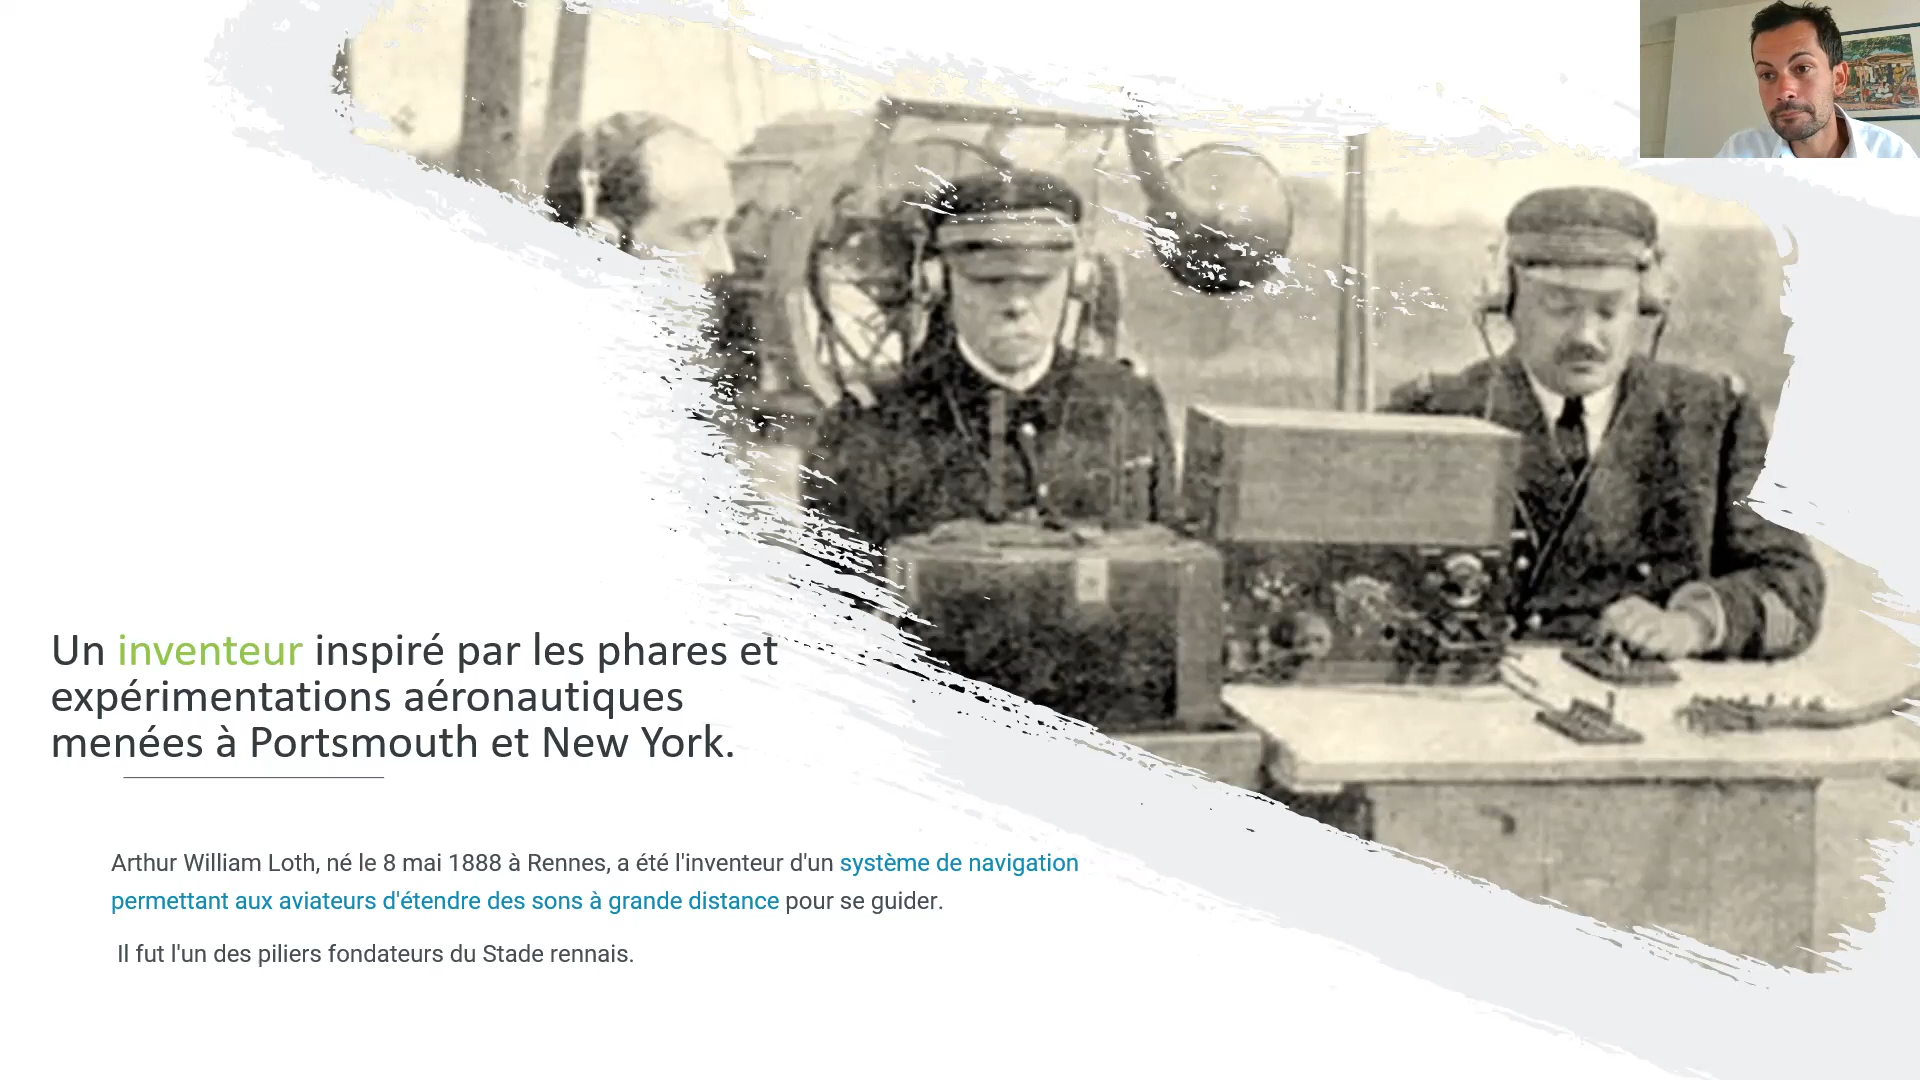 Un inventeur inspiré par les phares et
expérimentations aéronautiques
menées à Portsmouth et New York.
Arthur William Loth, né le 8 mai 1888 à Rennes, a été l'inventeur d'un système de navigation
permettant aux aviateurs d'étendre des sons à grande distance pour se guider.
Il fut l'un des piliers fondateurs du Stade rennais.